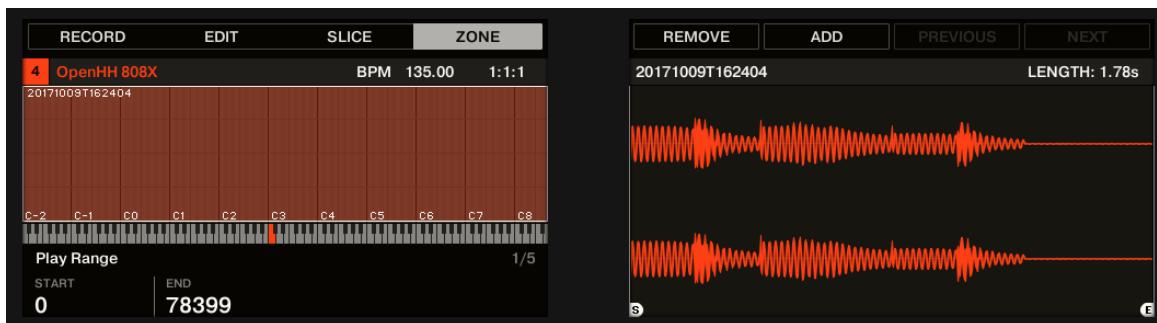 RECORD EDIT SLICE ZONE
4 OpenHH 808X BPM 135.00 1:1:1
20171009T162404
C-2 C-1 C0 C1 C2 C3 C4 C5 C6 C7 C8
Play Range 1/5
START END
0 78399
REMOVE ADD PREVIOUS NEXT
20171009T162404 LENGTH: 1.78s
S E